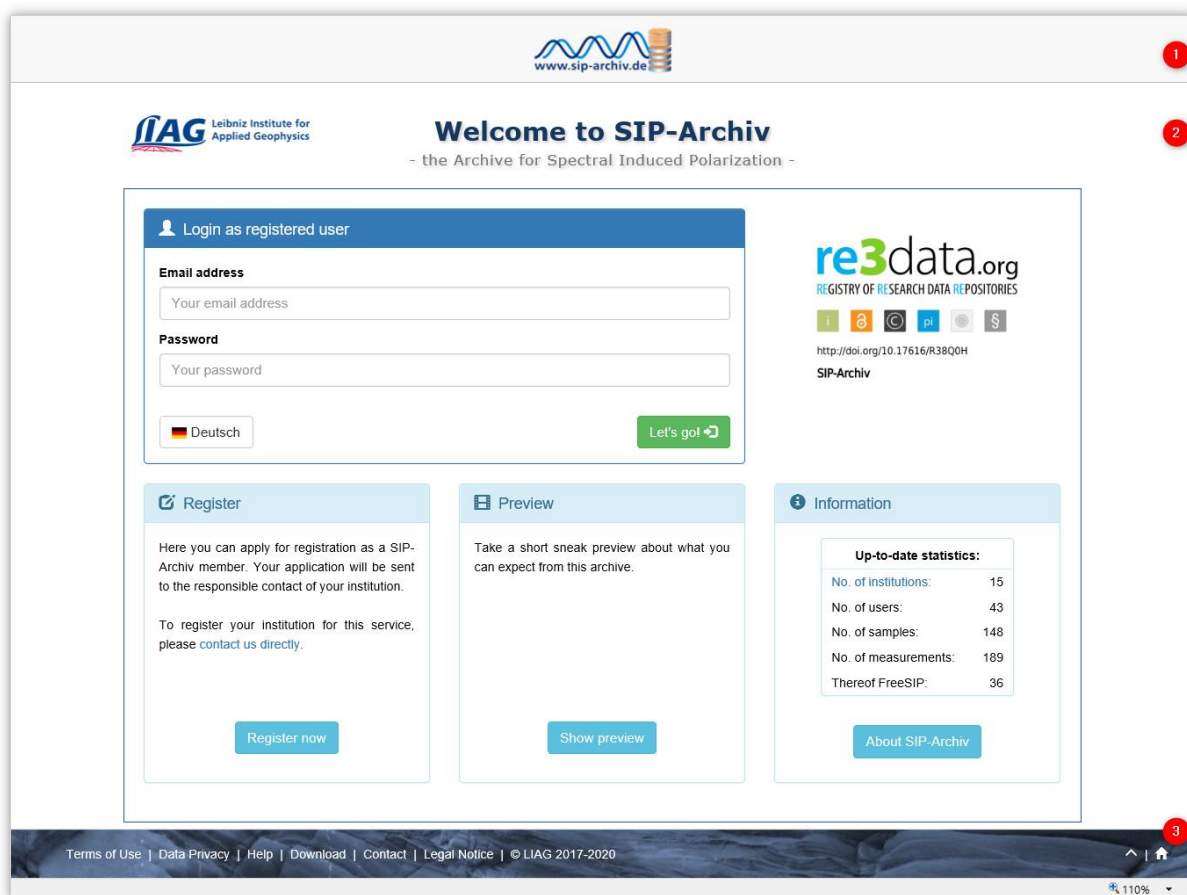 www.sip-archiv.de
1
LIAG Leibniz Institute for
Applied Geophysics
Welcome to SIP-Archiv
- the Archive for Spectral Induced Polarization -
2
Login as registered user
Email address
Your email address
Password
Your password
Deutsch
Let's go!
re3data.org
REGISTRY OF RESEARCH DATA REPOSITORIES
i © pi §
http://doi.org/10.17616/R38Q0H
SIP-Archiv
Register
Here you can apply for registration as a SIP-
Archiv member. Your application will be sent
to the responsible contact of your institution.
To register your institution for this service,
please contact us directly.
Register now
Preview
Take a short sneak preview about what you
can expect from this archive.
Show preview
Information
Up-to-date statistics:
No. of institutions: 15
No. of users: 43
No. of samples: 148
No. of measurements: 189
Thereof FreeSIP: 36
About SIP-Archiv
3
Terms of Use | Data Privacy | Help | Download | Contact | Legal Notice | © LIAG 2017-2020
|
110%